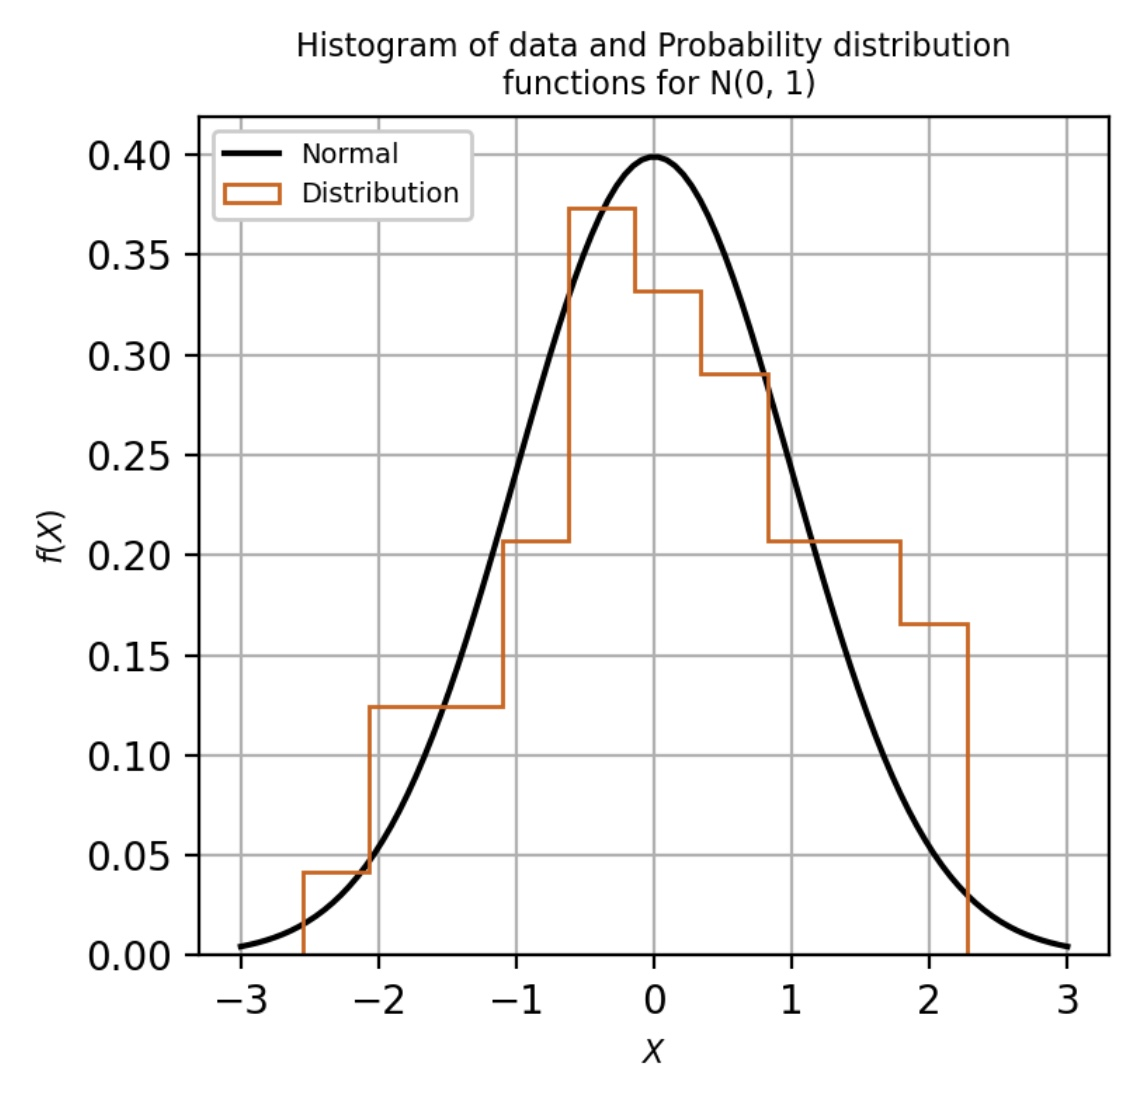 Histogram of data and Probability distribution
functions for N(0, 1)
Normal
Distribution
0.40
0.35
0.30
0.25
0.20
0.15
0.10
0.05
0.00
f(X)
−3 −2 −1 0 1 2 3
X